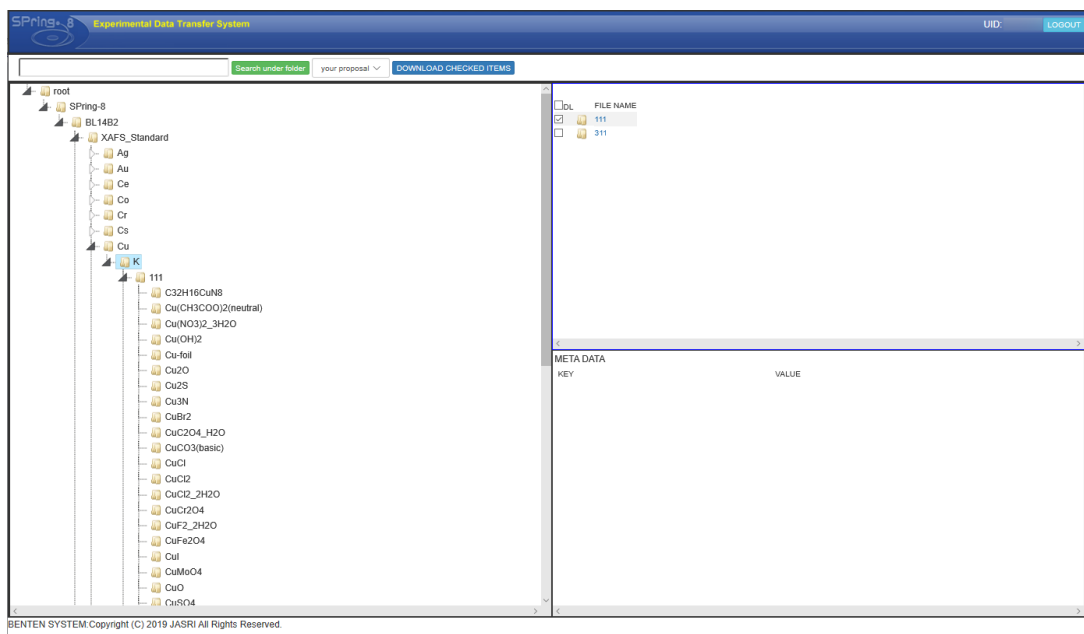 SPring-8
Experimental Data Transfer System
UID:
LOGOUT
Search under folder
your proposal
DOWNLOAD CHECKED ITEMS
root
SPring-8
BL14B2
XAFS_Standard
Ag
Au
Ce
Co
Cr
Cs
Cu
K
111
C32H16CuN8
Cu(CH3COO)2(neutral)
Cu(NO3)2_3H2O
Cu(OH)2
Cu-foil
Cu2O
Cu2S
Cu3N
CuBr2
CuC2O4_H2O
CuCO3(basic)
CuCl
CuCl2
CuCl2_2H2O
CuCr2O4
CuF2_2H2O
CuFe2O4
CuI
CuMoO4
CuO
CuSO4
DL FILE NAME
111
311
META DATA
KEY VALUE
BENTEN SYSTEM:Copyright (C) 2019 JASRI All Rights Reserved.